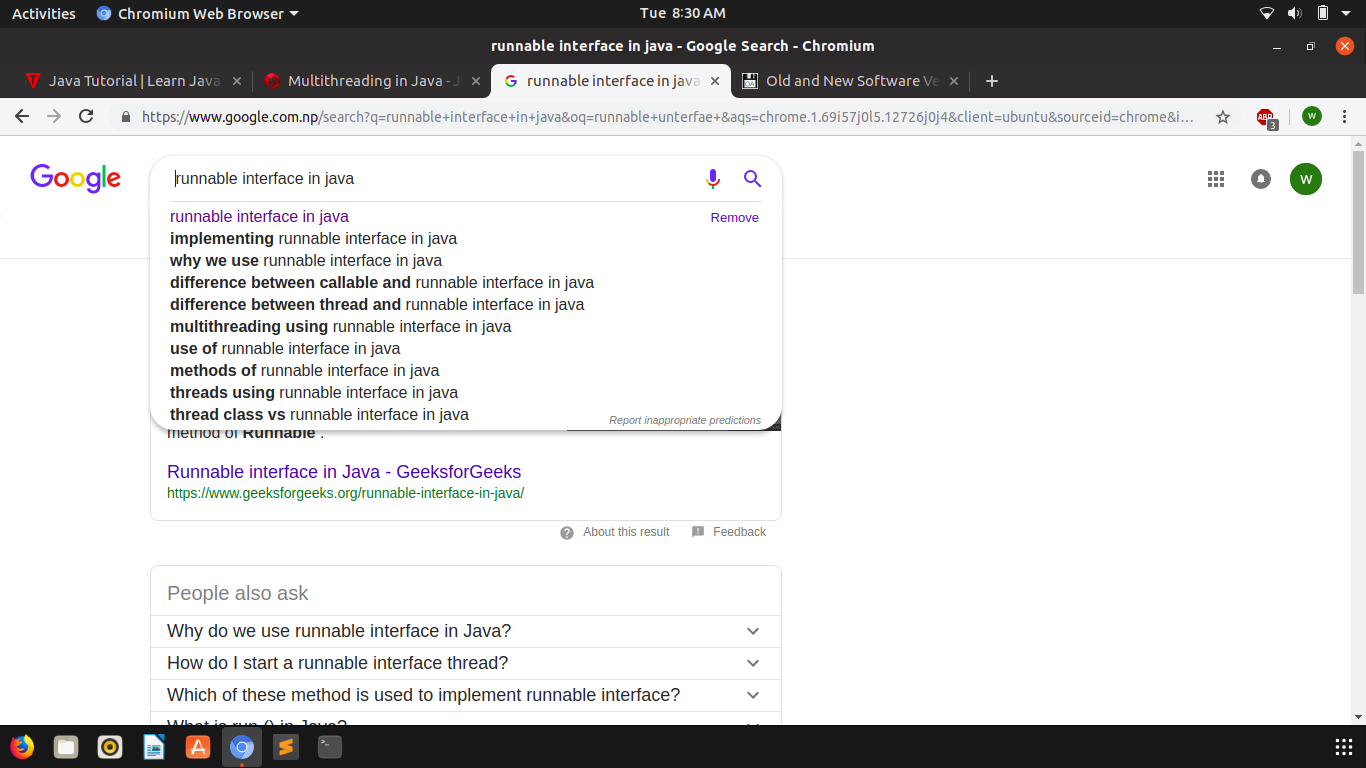 Activities Chromium Web Browser Tue 8:30 AM
runnable interface in java - Google Search - Chromium
Java Tutorial | Learn Java Multithreading in Java - J runnable interface in java Old and New Software Ve
https://www.google.com.np/search?q=runnable+interface+in+java&oq=runnable+unterfae+&aqs=chrome.1.69i57j0l5.12726j0j4&client=ubuntu&sourceid=chrome&i... ABP 3 W
Google runnable interface in java W
runnable interface in java Remove
implementing runnable interface in java
why we use runnable interface in java
difference between callable and runnable interface in java
difference between thread and runnable interface in java
multithreading using runnable interface in java
use of runnable interface in java
methods of runnable interface in java
threads using runnable interface in java
thread class vs runnable interface in java
Report inappropriate predictions
method of Runnable .
Runnable interface in Java - GeeksforGeeks
https://www.geeksforgeeks.org/runnable-interface-in-java/
About this result Feedback
People also ask
Why do we use runnable interface in Java?
How do I start a runnable interface thread?
Which of these method is used to implement runnable interface?
What is run () in Java?